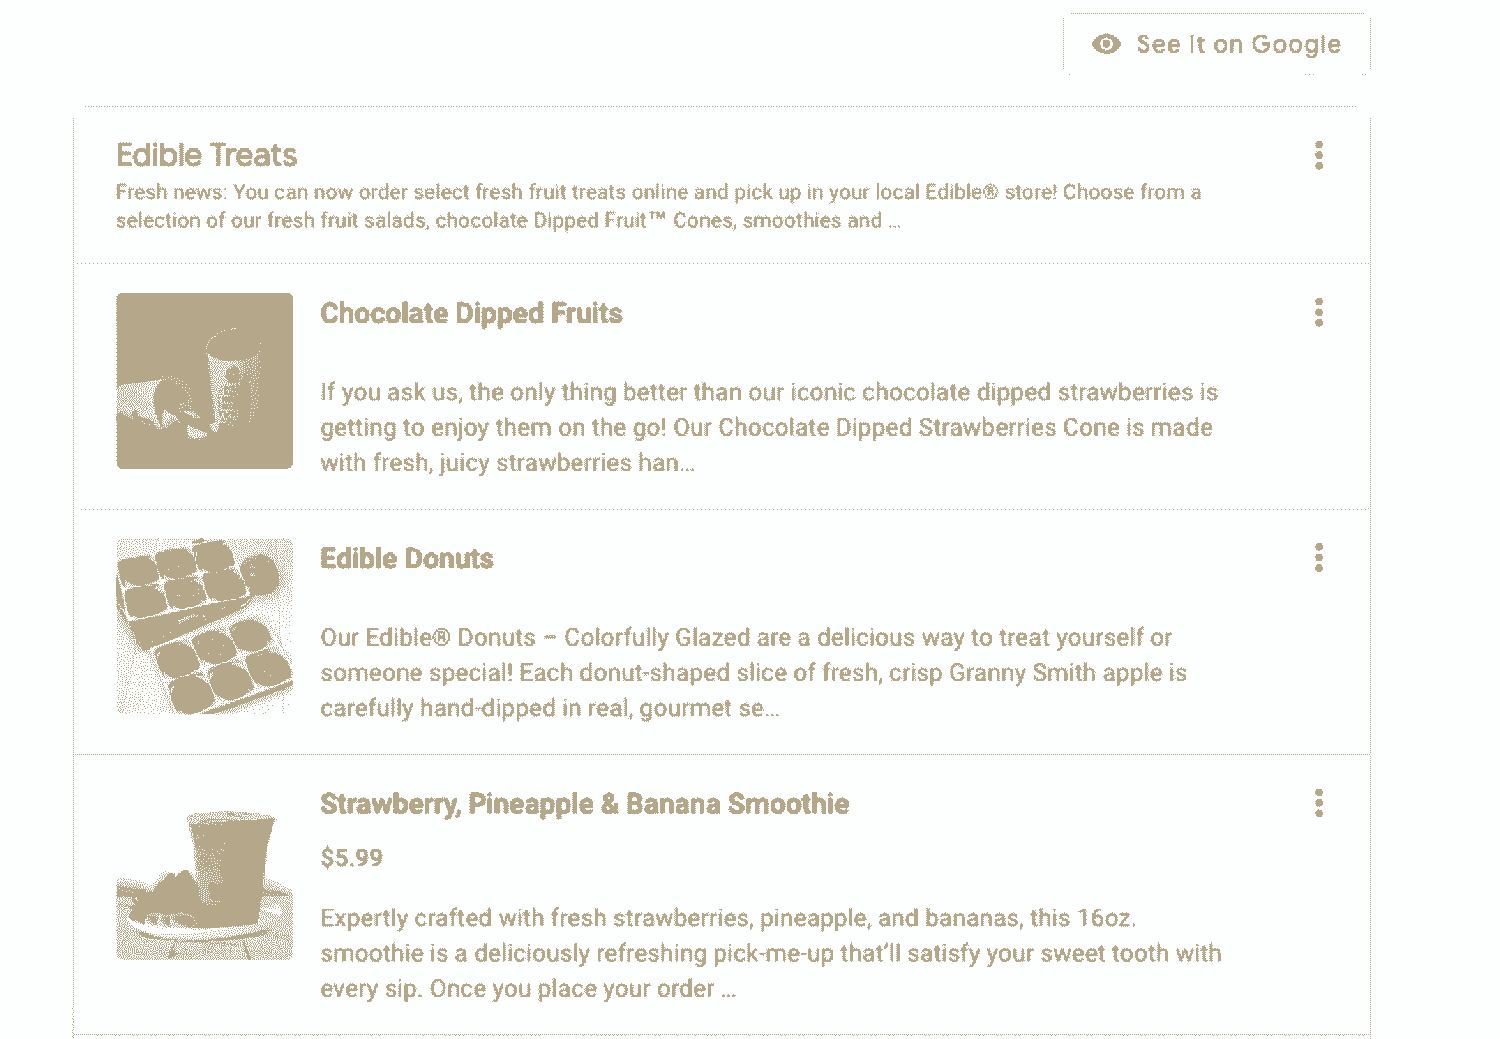 See It on Google
Edible Treats
Fresh news: You can now order select fresh fruit treats online and pick up in your local Edible® store! Choose from a
selection of our fresh fruit salads, chocolate Dipped Fruit™ Cones, smoothies and ...
Chocolate Dipped Fruits
If you ask us, the only thing better than our iconic chocolate dipped strawberries is
getting to enjoy them on the go! Our Chocolate Dipped Strawberries Cone is made
with fresh, juicy strawberries han...
Edible Donuts
Our Edible® Donuts – Colorfully Glazed are a delicious way to treat yourself or
someone special! Each donut-shaped slice of fresh, crisp Granny Smith apple is
carefully hand-dipped in real, gourmet se...
Strawberry, Pineapple & Banana Smoothie
$5.99
Expertly crafted with fresh strawberries, pineapple, and bananas, this 16oz.
smoothie is a deliciously refreshing pick-me-up that'll satisfy your sweet tooth with
every sip. Once you place your order ...